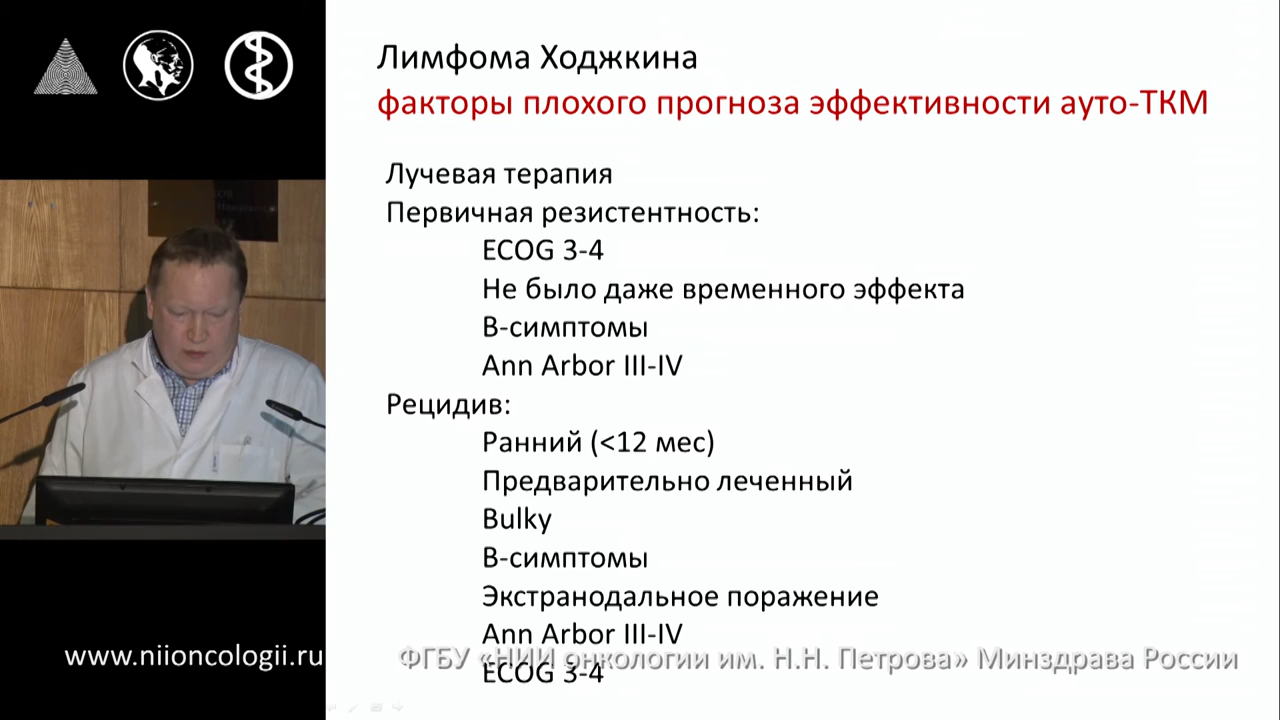 Лимфома Ходжкина
факторы плохого прогноза эффективности ауто-ТКМ
Лучевая терапия
Первичная резистентность:
ECOG 3-4
Не было даже временного эффекта
В-симптомы
Ann Arbor III-IV
Рецидив:
Ранний (<12 мес)
Предварительно леченный
Bulky
В-симптомы
Экстранодальное поражение
Ann Arbor III-IV
ECOG 3-4
www.niioncologii.ru
ФГБУ «НИИ онкологии им. Н.Н. Петрова» Минздрава России